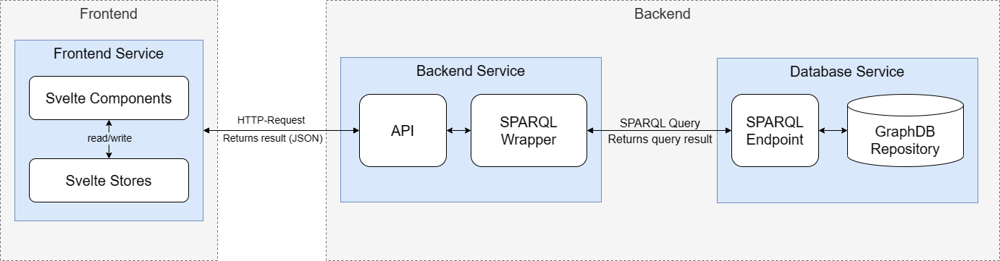 Frontend
Backend
Frontend Service
Svelte Components
read/write
Svelte Stores
HTTP-Request
Returns result (JSON)
Backend Service
API
SPARQL
Wrapper
SPARQL Query
Returns query result
Database Service
SPARQL
Endpoint
GraphDB
Repository